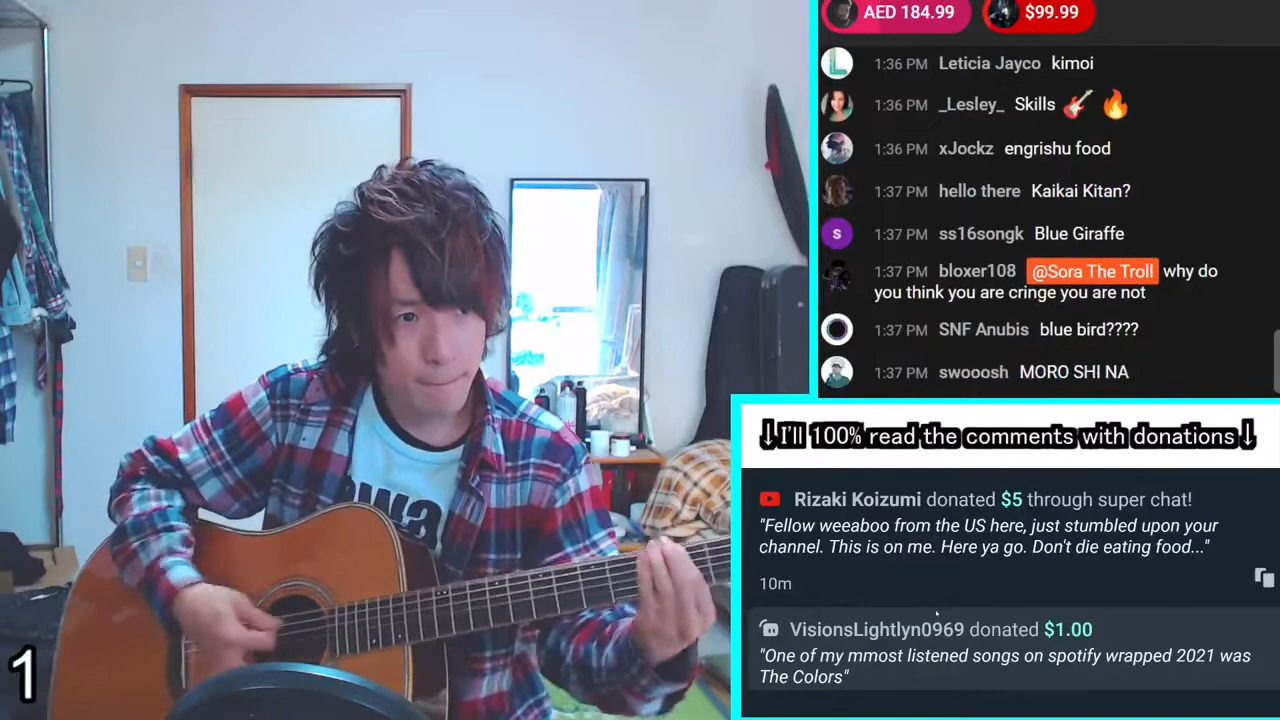 AED 184.99
$99.99
1:36 PM Leticia Jayco kimoi
1:36 PM _Lesley_ Skills 🎸 🔥
1:36 PM xJockz engrishu food
1:37 PM hello there Kaikai Kitan?
S
1:37 PM ss16songk Blue Giraffe
1:37 PM bloxer108 @Sora The Troll why do
you think you are cringe you are not
1:37 PM SNF Anubis blue bird????
1:37 PM swooosh MORO SHI NA
↓I'll 100% read the comments with donations↓
Rizaki Koizumi donated $5 through super chat!
"Fellow weeaboo from the US here, just stumbled upon your
channel. This is on me. Here ya go. Don't die eating food..."
10m
VisionsLightlyn0969 donated $1.00
"One of my mmost listened songs on spotify wrapped 2021 was
The Colors"
1